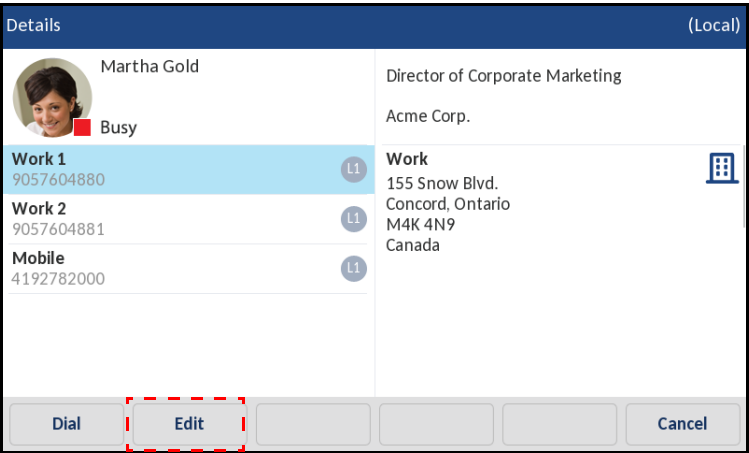 Details
(Local)
Martha Gold
Busy
Work 1
9057604880
L1
Work 2
9057604881
L1
Mobile
4192782000
L1
Director of Corporate Marketing
Acme Corp.
Work
155 Snow Blvd.
Concord, Ontario
M4K 4N9
Canada
Dial
Edit
Cancel